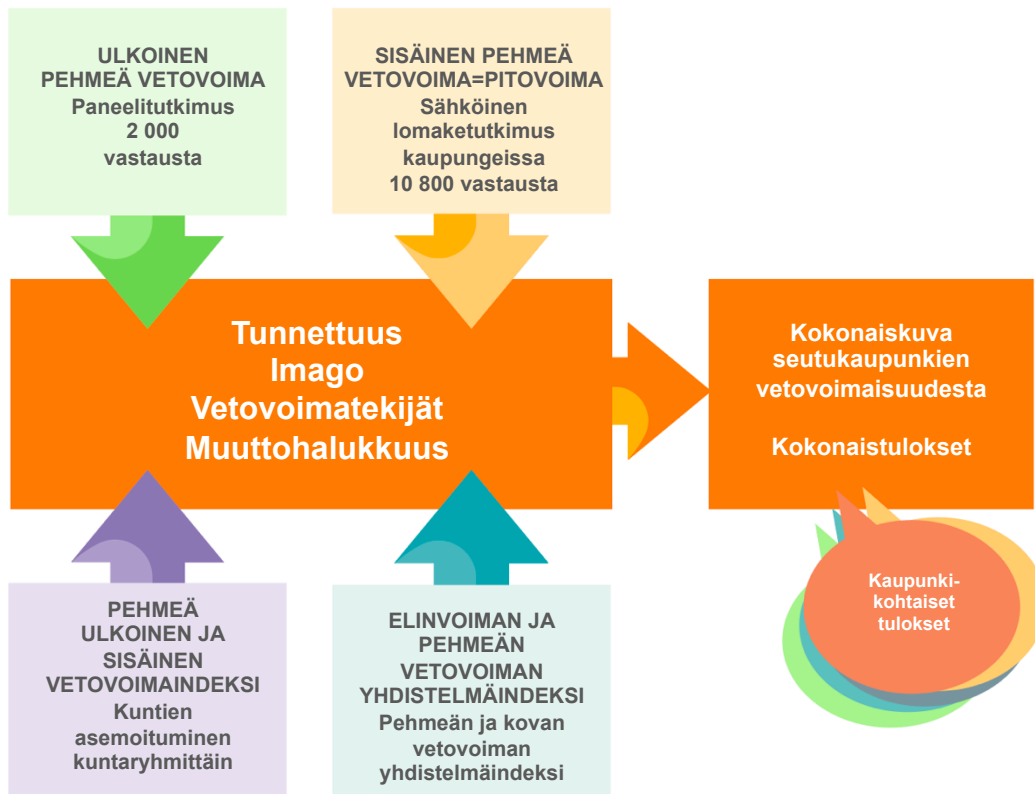 ULKOINEN
PEHMEÄ VETOVOIMA
Paneelitutkimus
2 000
vastausta
SISÄINEN PEHMEÄ
VETOVOIMA=PITOVOIMA
Sähköinen
lomaketutkimus
kaupungeissa
10 800 vastausta
Tunnettuus
Imago
Vetovoimatekijät
Muuttohalukkuus
Kokonaiskuva
seutukaupunkien
vetovoimaisuudesta
Kokonaistulokset
PEHMEÄ
ULKOINEN JA
SISÄINEN
VETOVOIMAINDEKSI
Kuntien
asemoituminen
kuntaryhmittäin
ELINVOIMAN JA
PEHMEÄN
VETOVOIMAN
YHDISTELMÄINDEKSI
Pehmeän ja kovan
vetovoiman
yhdistelmäindeksi
Kaupunki-
kohtaiset
tulokset